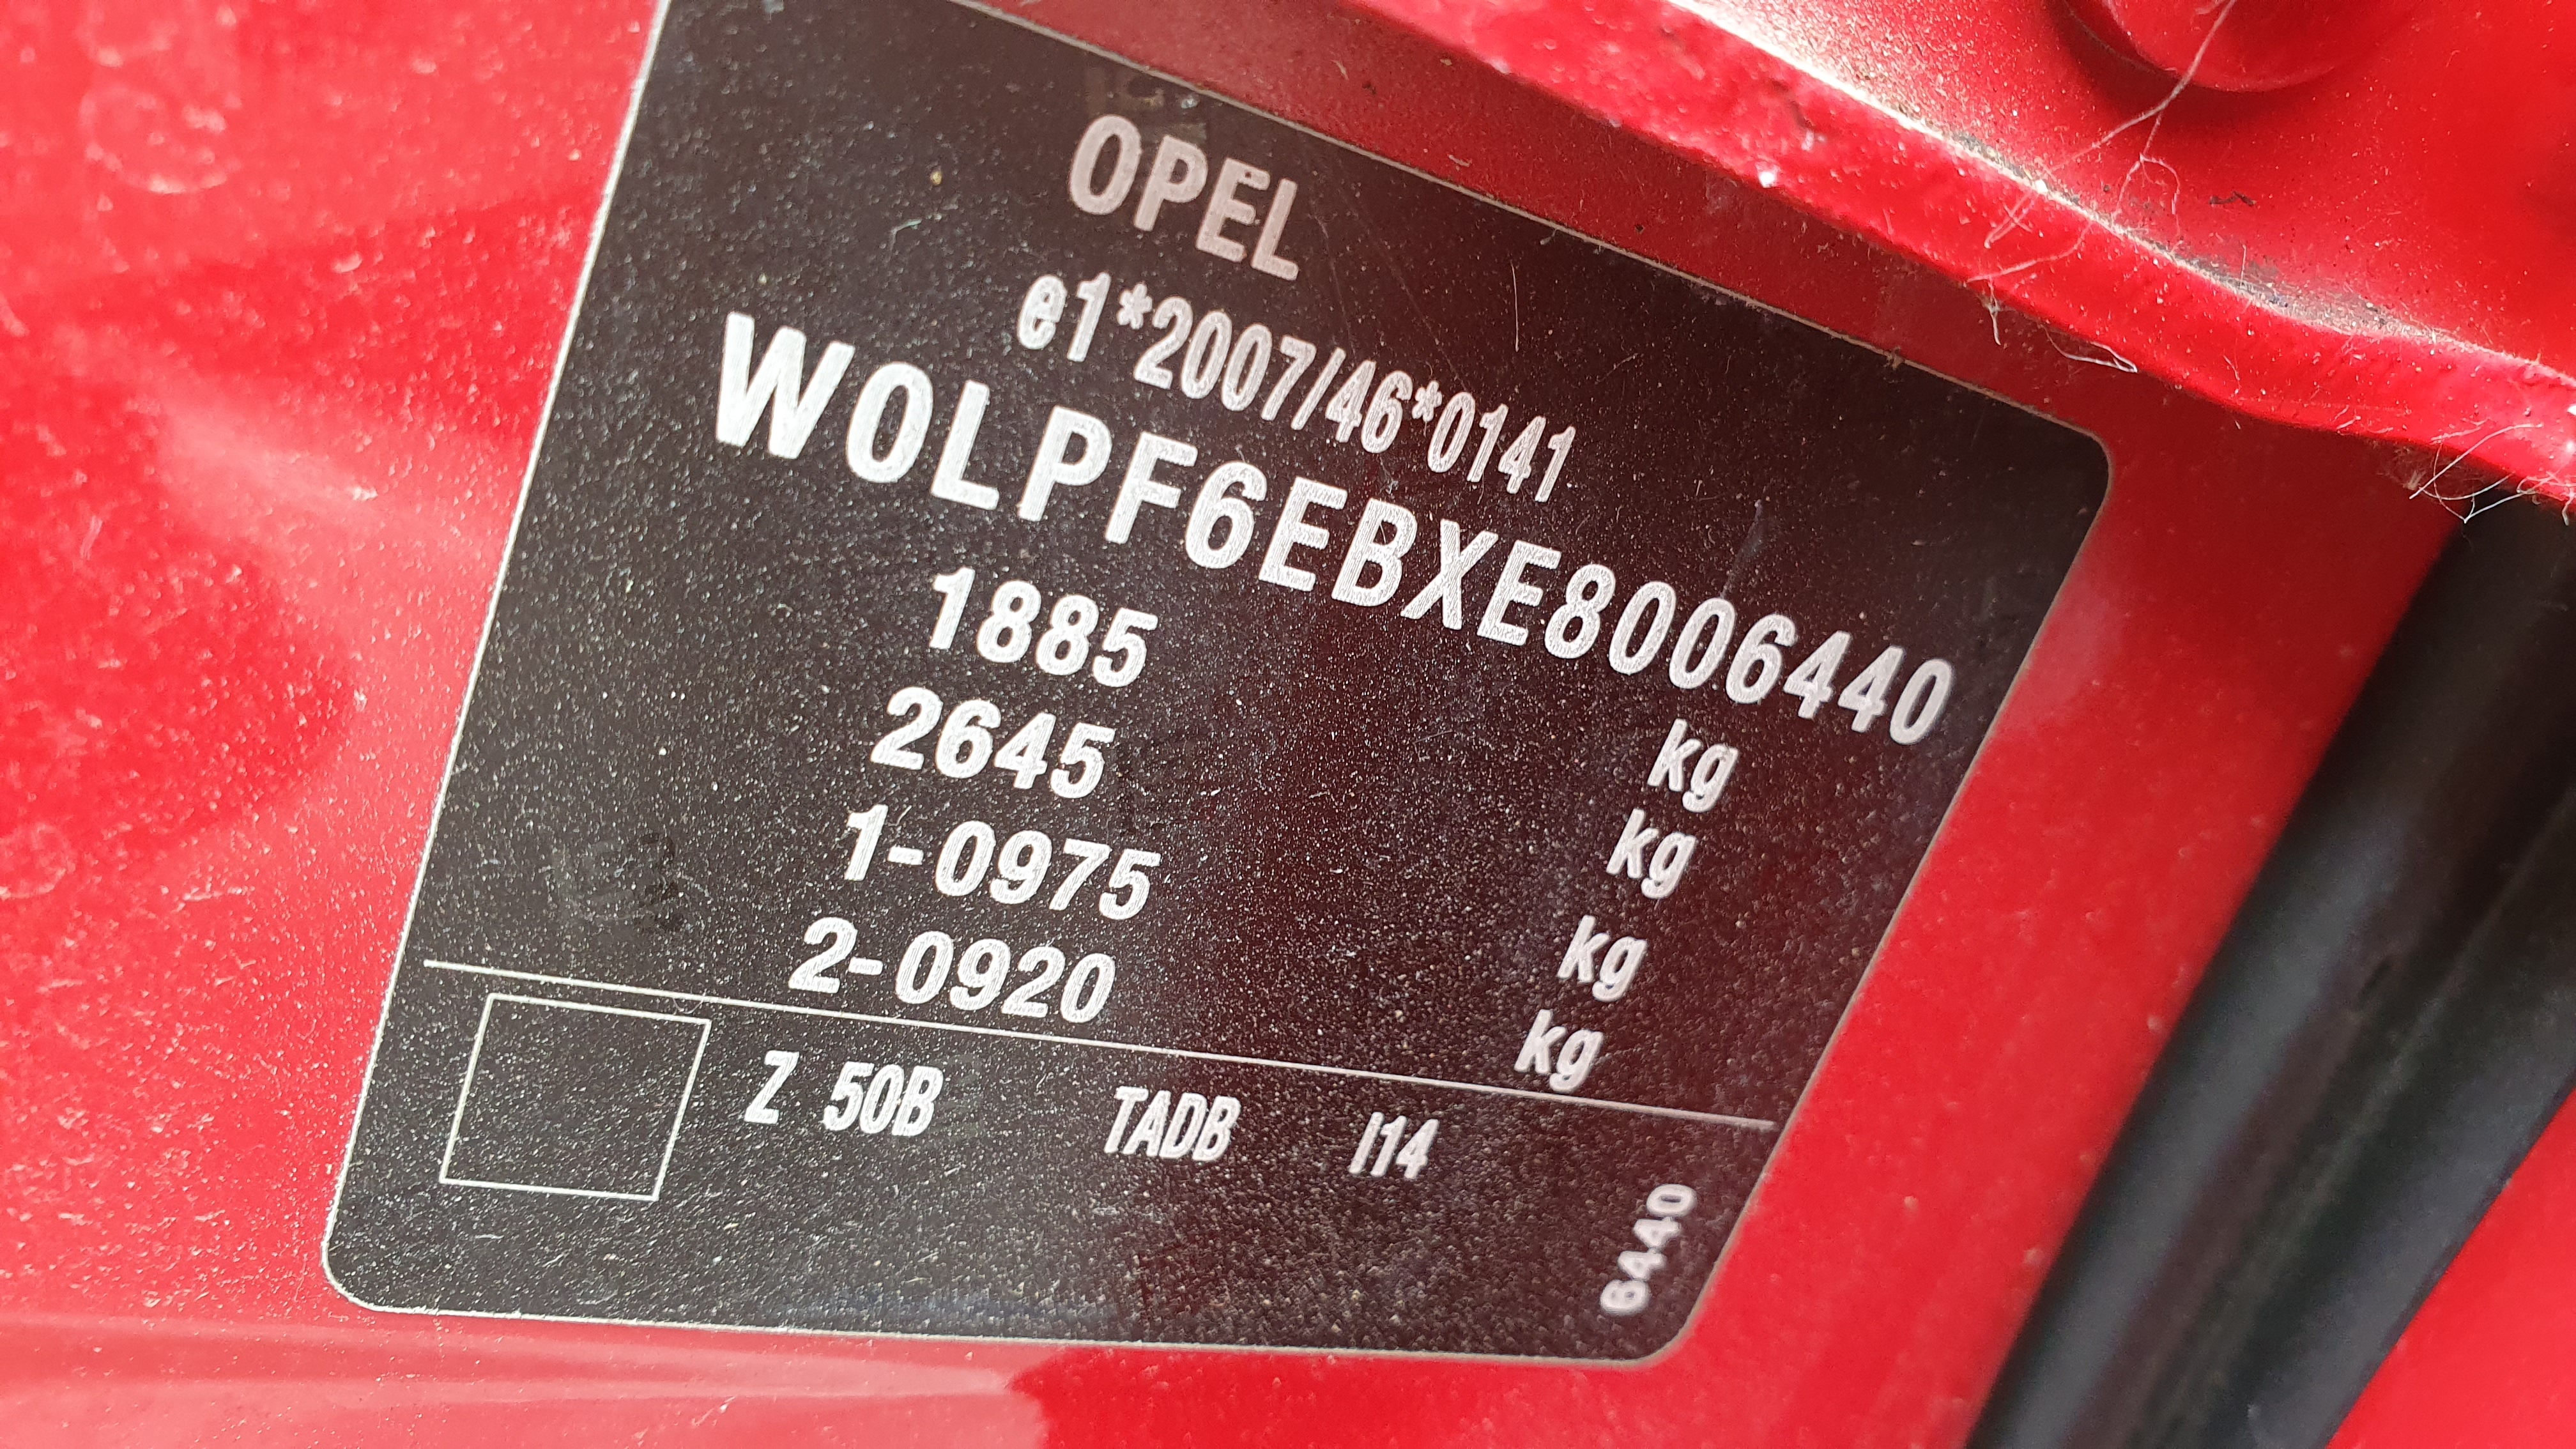 OPEL
e1*2007/46*0141
W0LPF6EBXE8006440
1885 kg
2645 kg
1-0975 kg
2-0920 kg
Z 50B TADB I14
6440